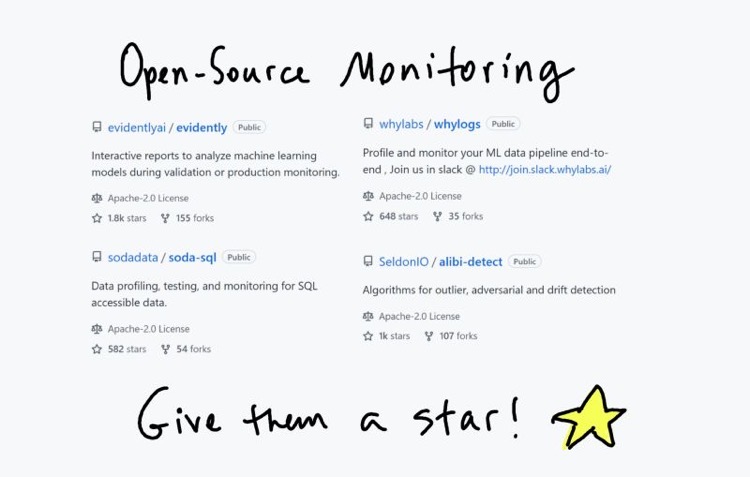 Open-Source Monitoring
evidentlyai / evidently Public
Interactive reports to analyze machine learning
models during validation or production monitoring.
Apache-2.0 License
1.8k stars 155 forks
whylabs / whylogs Public
Profile and monitor your ML data pipeline end-to-
end , Join us in slack @ http://join.slack.whylabs.ai/
Apache-2.0 License
648 stars 35 forks
sodadata / soda-sql Public
Data profiling, testing, and monitoring for SQL
accessible data.
Apache-2.0 License
582 stars 54 forks
SeldonIO / alibi-detect Public
Algorithms for outlier, adversarial and drift detection
Apache-2.0 License
1k stars 107 forks
Give them a star!